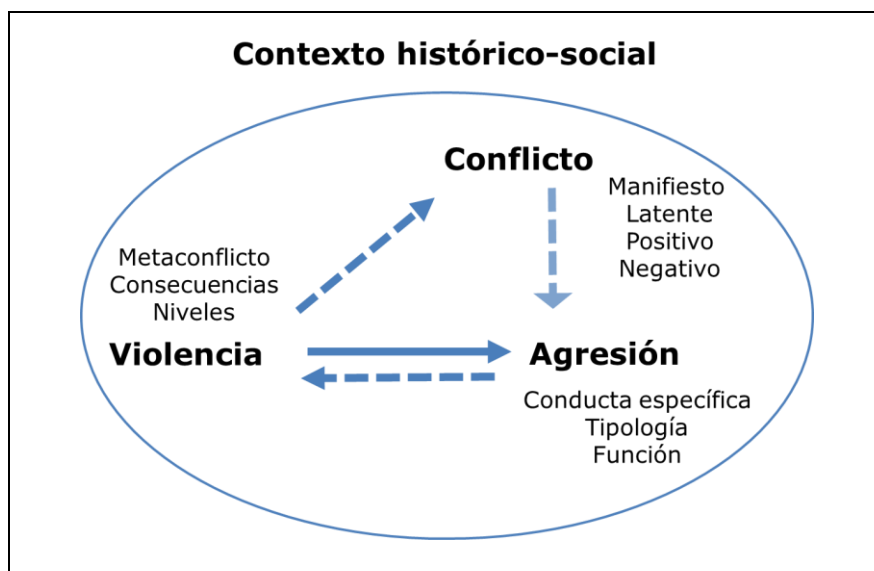 Contexto histórico-social
Conflicto
Manifiesto
Latente
Positivo
Negativo
Metaconflicto
Consecuencias
Niveles
Violencia
Agresión
Conducta específica
Tipología
Función